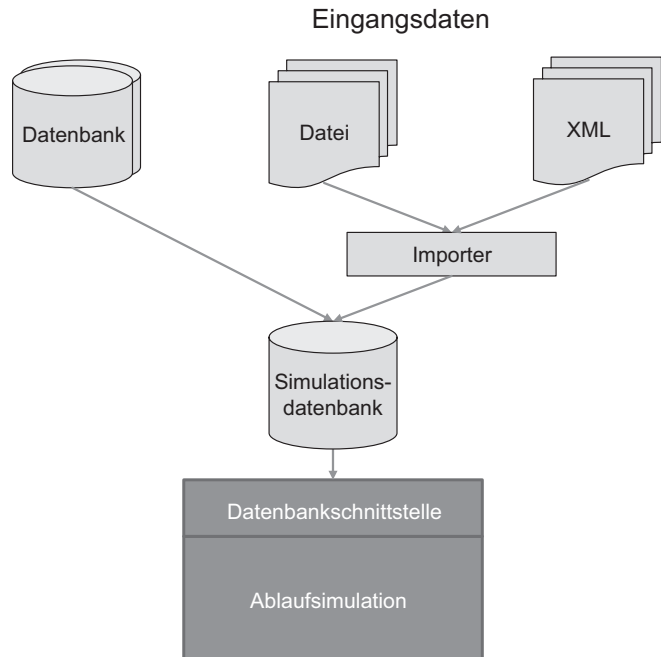 Eingangsdaten
Datenbank
Datei
XML
Importer
Simulations-
datenbank
Datenbankschnittstelle
Ablaufsimulation